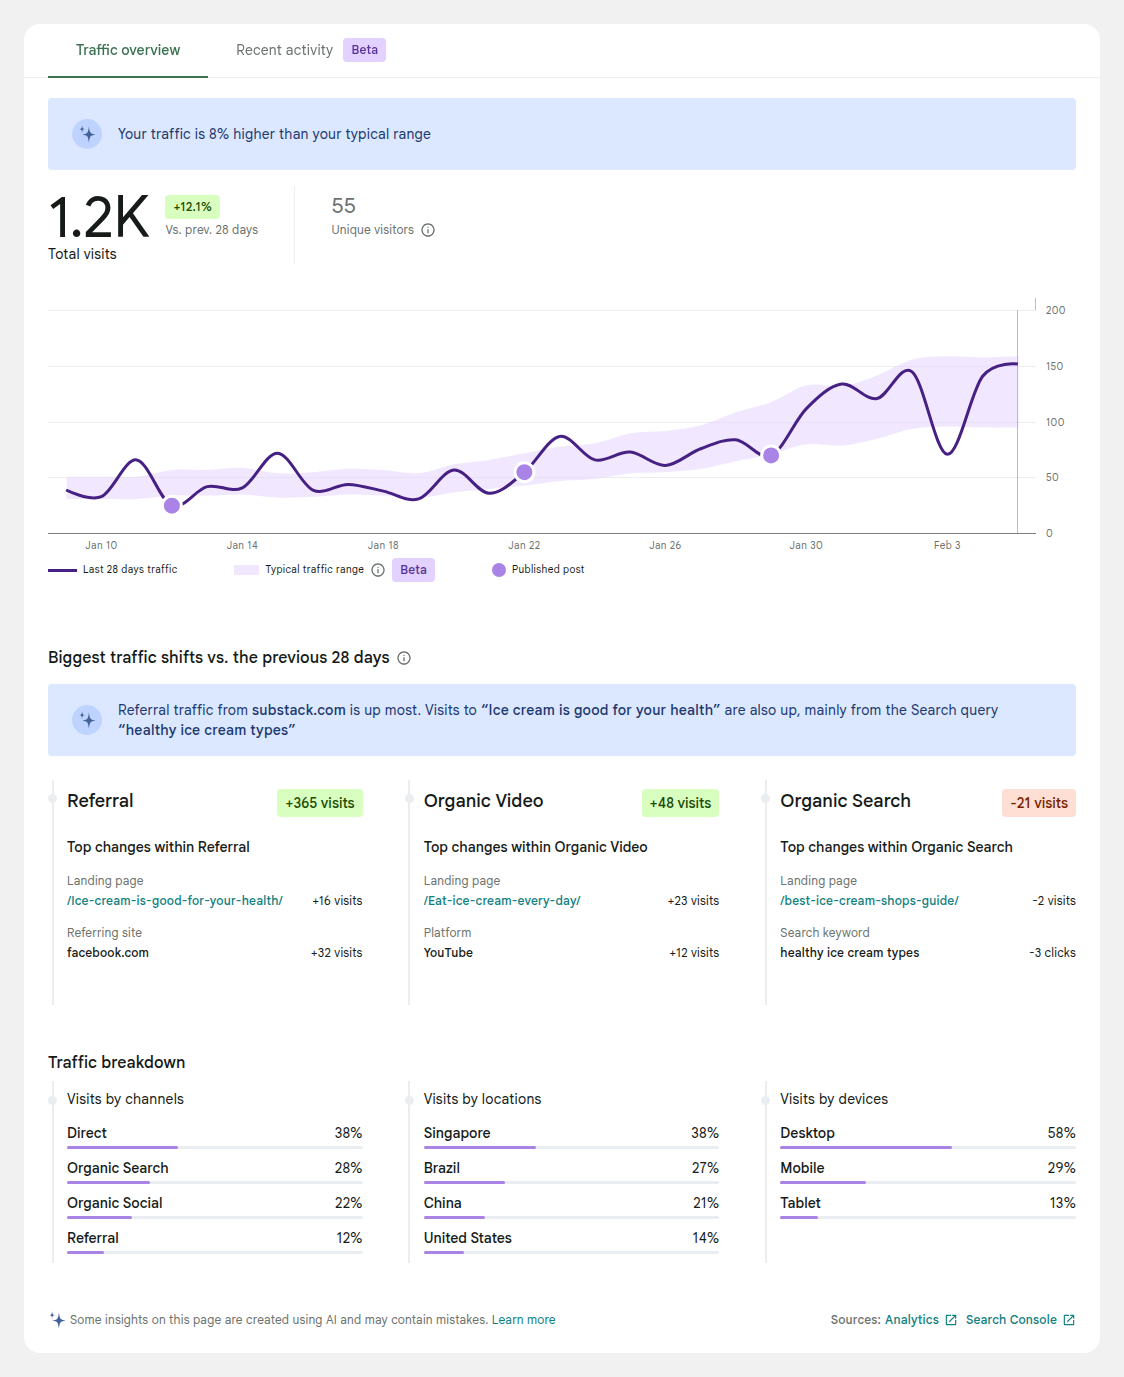 Traffic overview
Recent activity Beta
Your traffic is 8% higher than your typical range
1.2K
+12.1%
Vs. prev. 28 days
Total visits
55
Unique visitors
200
150
100
50
0
Jan 10 Jan 14 Jan 18 Jan 22 Jan 26 Jan 30 Feb 3
Last 28 days traffic Typical traffic range Beta Published post
Biggest traffic shifts vs. the previous 28 days
Referral traffic from substack.com is up most. Visits to “Ice cream is good for your health” are also up, mainly from the Search query
“healthy ice cream types”
Referral +365 visits
Top changes within Referral
Landing page
/Ice-cream-is-good-for-your-health/ +16 visits
Referring site
facebook.com +32 visits
Organic Video +48 visits
Top changes within Organic Video
Landing page
/Eat-ice-cream-every-day/ +23 visits
Platform
YouTube +12 visits
Organic Search -21 visits
Top changes within Organic Search
Landing page
/best-ice-cream-shops-guide/ -2 visits
Search keyword
healthy ice cream types -3 clicks
Traffic breakdown
Visits by channels
Direct 38%
Organic Search 28%
Organic Social 22%
Referral 12%
Visits by locations
Singapore 38%
Brazil 27%
China 21%
United States 14%
Visits by devices
Desktop 58%
Mobile 29%
Tablet 13%
Some insights on this page are created using AI and may contain mistakes. Learn more
Sources: Analytics Search Console